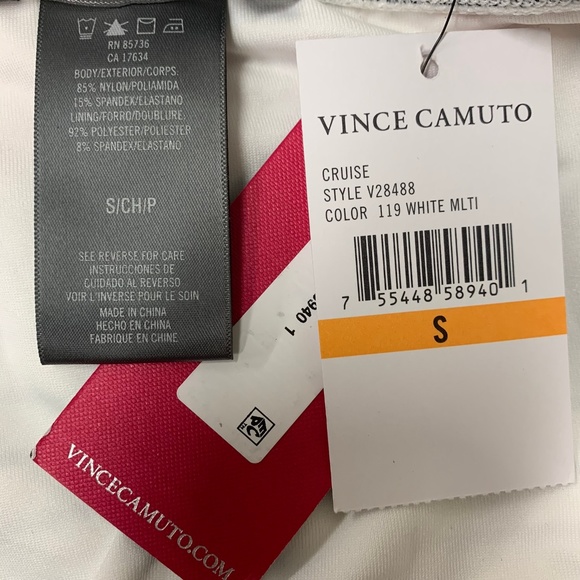 RN 85736
CA 17634
BODY/EXTERIOR/CORPS.
85% NYLON/POLIAMIDA
15% SPANDEX/ELASTANO
LINING/FORRO/DOUBLURE.
92% POLYESTER/POLIESTER
8% SPANDEX/ELASTANO
S/CH/P
SEE REVERSE FOR CARE
INSTRUCCIONES DE
CUIDADO AL REVERSO
VOIR L'INVERSE POUR LE SOIN.
MADE IN CHINA
HECHO EN CHINA
FABRIQUE EN CHINE
VINCE CAMUTO
CRUISE
STYLE V28488
COLOR 119 WHITE MLTI
7 55448 58940 1
S
8940 1
VINCECAMUTO.COM